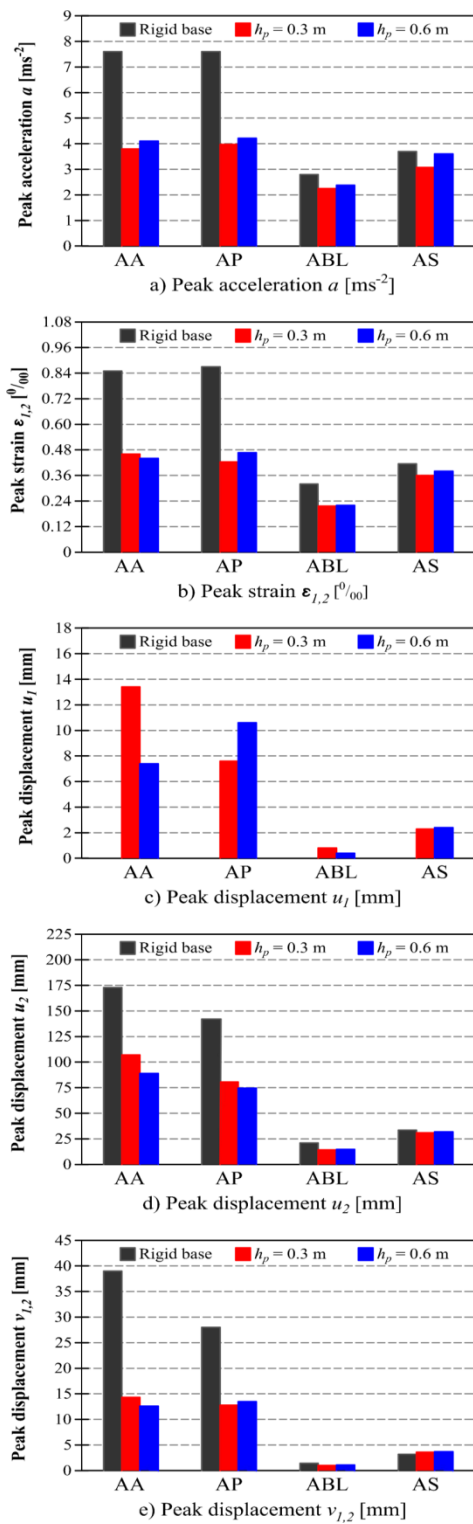 Rigid base hp = 0.3 m hp = 0.6 m
Peak acceleration a [ms-2]
9
8
7
6
5
4
3
2
1
0
AA AP ABL AS
a) Peak acceleration a [ms-2]
Rigid base hp = 0.3 m hp = 0.6 m
Peak strain ε1,2 [0/00]
1.08
0.96
0.84
0.72
0.60
0.48
0.36
0.24
0.12
0
AA AP ABL AS
b) Peak strain ε1,2 [0/00]
Rigid base hp = 0.3 m hp = 0.6 m
Peak displacement u1 [mm]
18
16
14
12
10
8
6
4
2
0
AA AP ABL AS
c) Peak displacement u1 [mm]
Rigid base hp = 0.3 m hp = 0.6 m
Peak displacement u2 [mm]
225
200
175
150
125
100
75
50
25
0
AA AP ABL AS
d) Peak displacement u2 [mm]
Rigid base hp = 0.3 m hp = 0.6 m
Peak displacement v1,2 [mm]
45
40
35
30
25
20
15
10
5
0
AA AP ABL AS
e) Peak displacement v1,2 [mm]